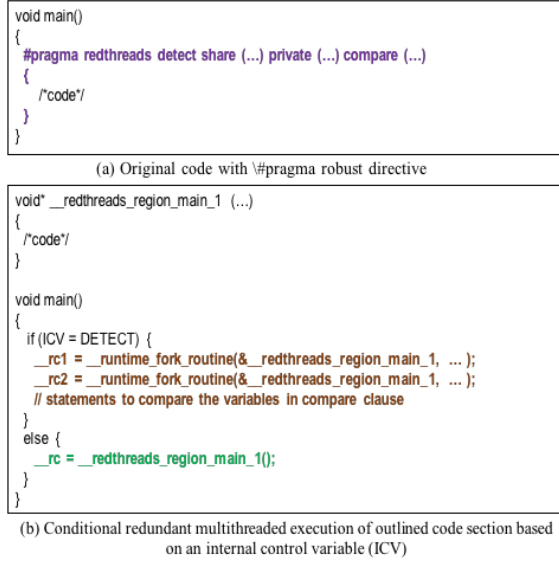 void main()
{
#pragma redthreads detect share (...) private (...) compare (...)
{
/*code*/
}
}
(a) Original code with \#pragma robust directive
void* __redthreads_region_main_1 (...)
{
/*code*/
}
void main()
{
if (ICV = DETECT) {
__rc1 = __runtime_fork_routine(&__redthreads_region_main_1, ... );
__rc2 = __runtime_fork_routine(&__redthreads_region_main_1, ... );
// statements to compare the variables in compare clause
}
else {
__rc = __redthreads_region_main_1();
}
}
(b) Conditional redundant multithreaded execution of outlined code section based
on an internal control variable (ICV)